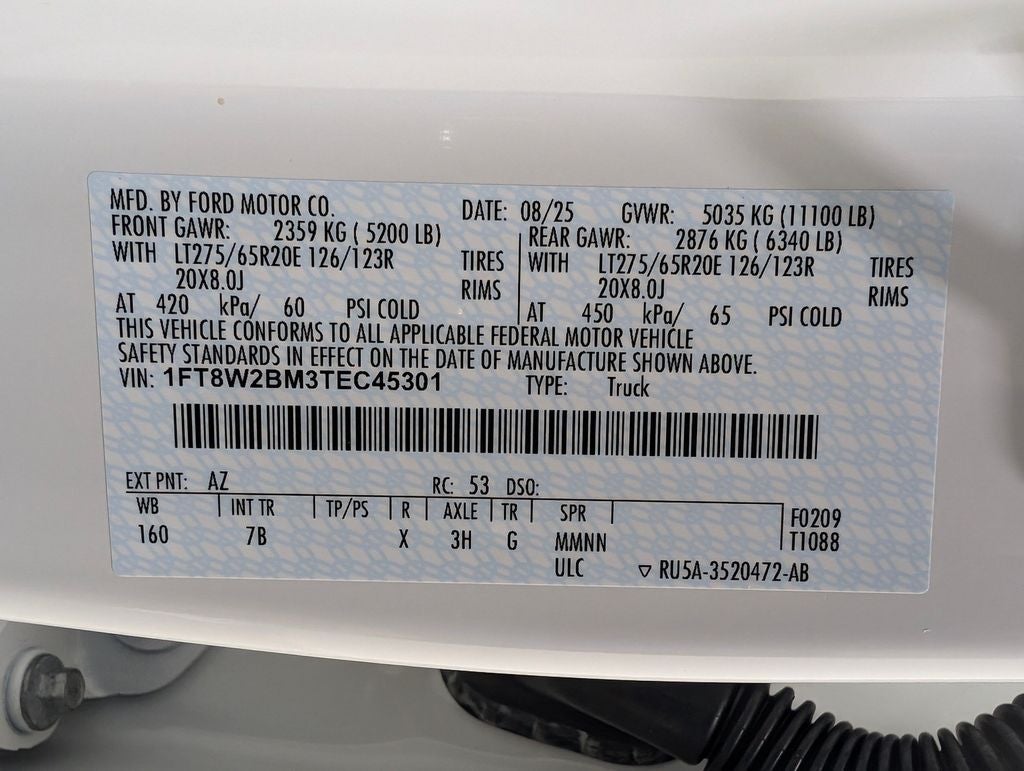 MFD. BY FORD MOTOR CO. DATE: 08/25 GVWR: 5035 KG (11100 LB)
FRONT GAWR: 2359 KG ( 5200 LB) REAR GAWR: 2876 KG ( 6340 LB)
WITH LT275/65R20E 126/123R TIRES WITH LT275/65R20E 126/123R TIRES
20X8.0J RIMS 20X8.0J RIMS
AT 420 kPa/ 60 PSI COLD AT 450 kPa/ 65 PSI COLD
THIS VEHICLE CONFORMS TO ALL APPLICABLE FEDERAL MOTOR VEHICLE
SAFETY STANDARDS IN EFFECT ON THE DATE OF MANUFACTURE SHOWN ABOVE.
VIN: 1FT8W2BM3TEC45301 TYPE: Truck
EXT PNT: AZ RC: 53 DSO:
WB INT TR TP/PS R AXLE TR SPR F0209
160 7B X 3H G MMNN T1088
ULC ▽ RU5A-3520472-AB